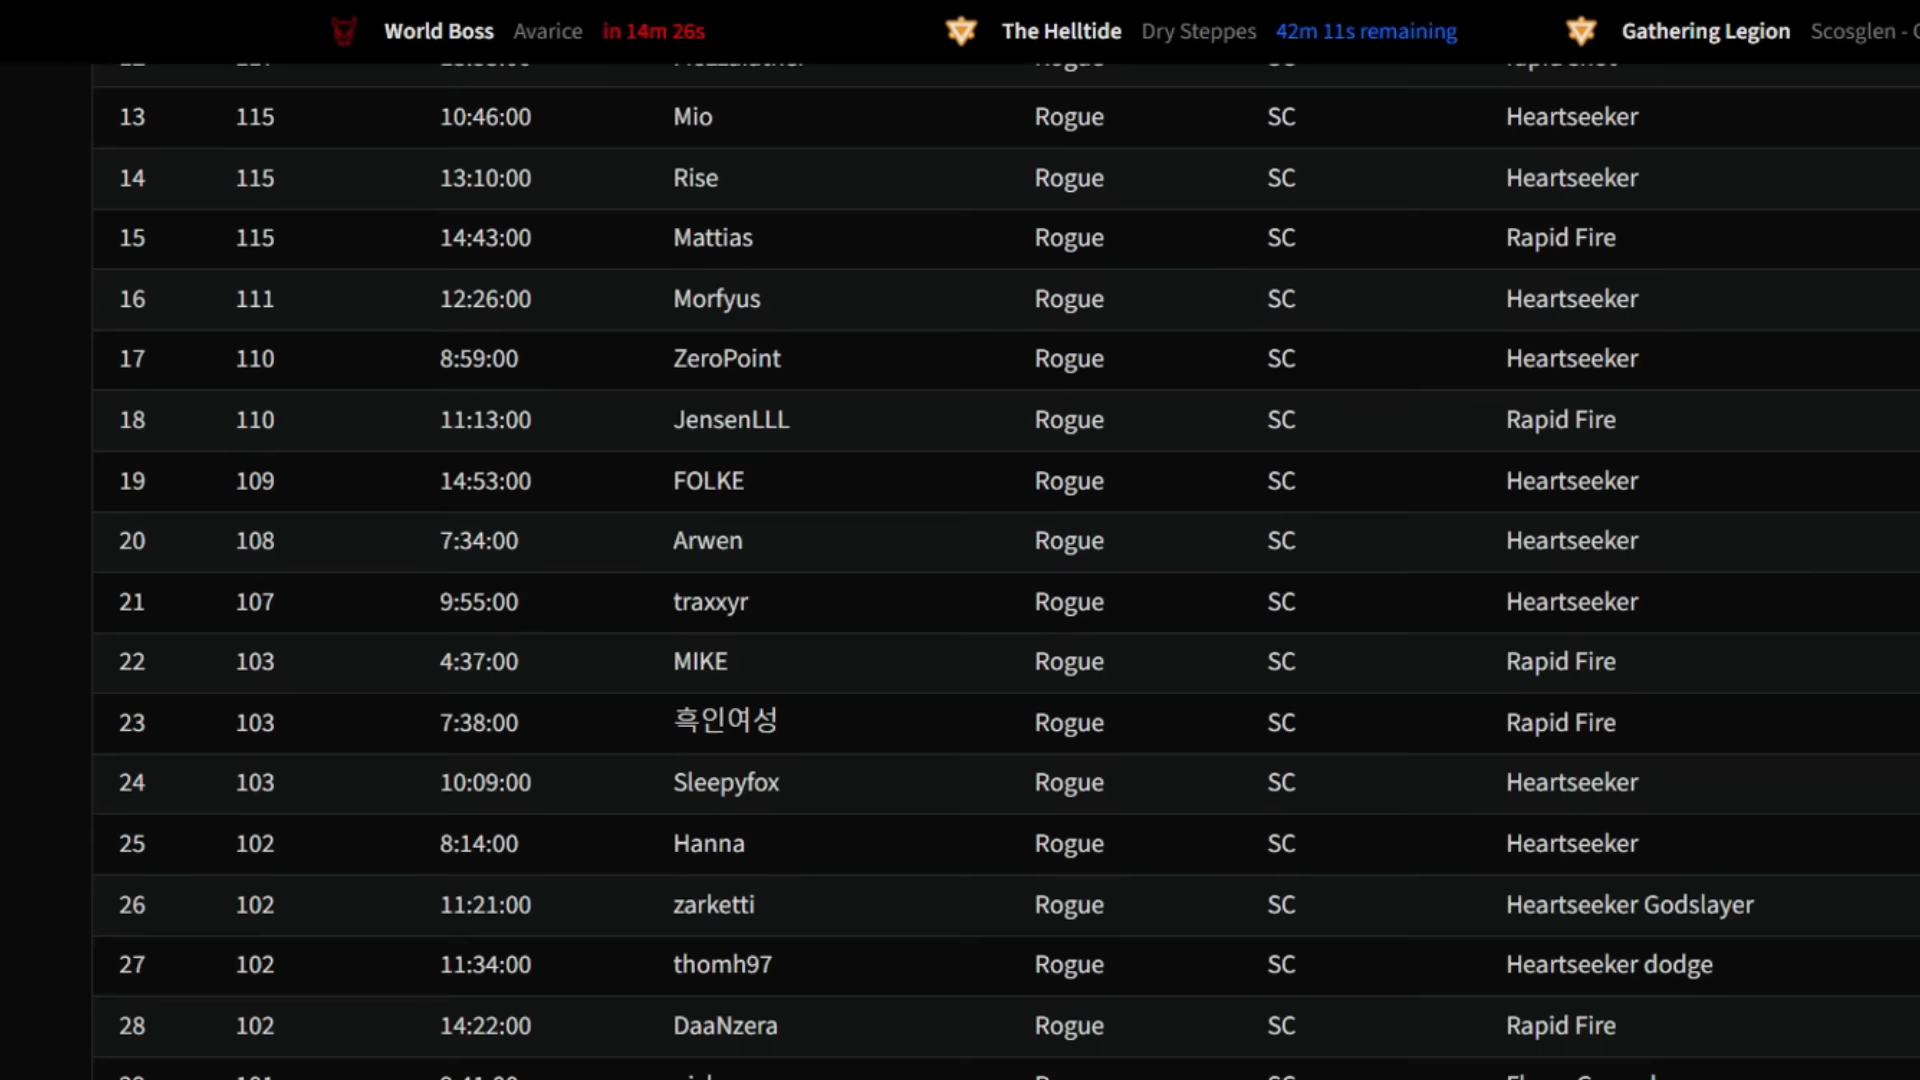 World Boss Avarice in 14m 26s The Helltide Dry Steppes 42m 11s remaining Gathering Legion Scosglen -
13 115 10:46:00 Mio Rogue SC Heartseeker
14 115 13:10:00 Rise Rogue SC Heartseeker
15 115 14:43:00 Mattias Rogue SC Rapid Fire
16 111 12:26:00 Morfyus Rogue SC Heartseeker
17 110 8:59:00 ZeroPoint Rogue SC Heartseeker
18 110 11:13:00 JensenLLL Rogue SC Rapid Fire
19 109 14:53:00 FOLKE Rogue SC Heartseeker
20 108 7:34:00 Arwen Rogue SC Heartseeker
21 107 9:55:00 traxxyr Rogue SC Heartseeker
22 103 4:37:00 MIKE Rogue SC Rapid Fire
23 103 7:38:00 흑인여성 Rogue SC Rapid Fire
24 103 10:09:00 Sleepyfox Rogue SC Heartseeker
25 102 8:14:00 Hanna Rogue SC Heartseeker
26 102 11:21:00 zarketti Rogue SC Heartseeker Godslayer
27 102 11:34:00 thomh97 Rogue SC Heartseeker dodge
28 102 14:22:00 DaaNzera Rogue SC Rapid Fire